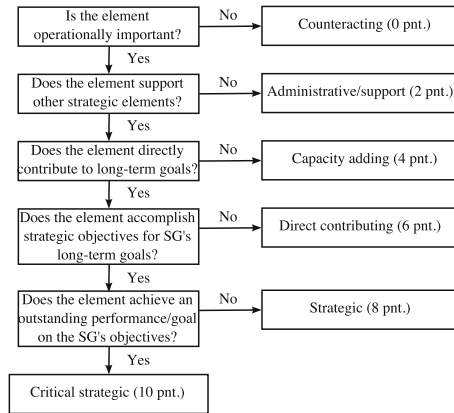 Is the element
operationally important?
No
Counteracting (0 pnt.)
Yes
Does the element support
other strategic elements?
No
Administrative/support (2 pnt.)
Yes
Does the element directly
contribute to long-term goals?
No
Capacity adding (4 pnt.)
Yes
Does the element accomplish
strategic objectives for SG's
long-term goals?
No
Direct contributing (6 pnt.)
Yes
Does the element achieve an
outstanding performance/goal
on the SG's objectives?
No
Strategic (8 pnt.)
Yes
Critical strategic (10 pnt.)